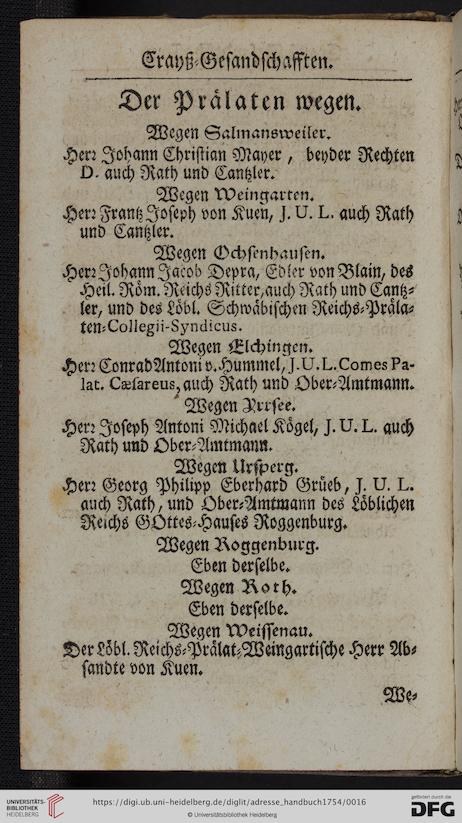 Crayß-Gesandschafften.
Der Prälaten wegen.
Wegen Salmansweiler.
Herr Johann Christian Mayer, beyder Rechten
D. auch Rath und Cantzler.
Wegen Weingarten.
Herr Frantz Joseph von Kuen, J. U. L. auch Rath
und Cantzler.
Wegen Ochsenhausen.
Herr Johann Jacob Depra, Edler von Blain, des
Heil. Röm. Reichs Ritter, auch Rath und Cantz-
ler, und des Löbl. Schwäbischen Reichs-Präla-
ten-Collegii-Syndicus.
Wegen Elchingen.
Herr Conrad Antoni v. Hummel, J. U. L. Comes Pa-
lat. Cæsareus, auch Rath und Ober-Amtmann.
Wegen Yrrsee.
Herr Joseph Antoni Michael Kögel, J. U. L. auch
Rath und Ober-Amtmann.
Wegen Ursperg.
Herr Georg Philipp Eberhard Grüeb, J. U. L.
auch Rath, und Ober-Amtmann des Löblichen
Reichs GOttes-Hauses Roggenburg.
Wegen Roggenburg.
Eben derselbe.
Wegen Roth.
Eben derselbe.
Wegen Weissenau.
Der Löbl. Reichs-Prälat-Weingartische Herr Ab-
sandte von Kuen.
We-
UNIVERSITÄTS-
BIBLIOTHEK
HEIDELBERG
https://digi.ub.uni-heidelberg.de/diglit/adresse_handbuch1754/0016
© Universitätsbibliothek Heidelberg
gefördert durch die
DFG